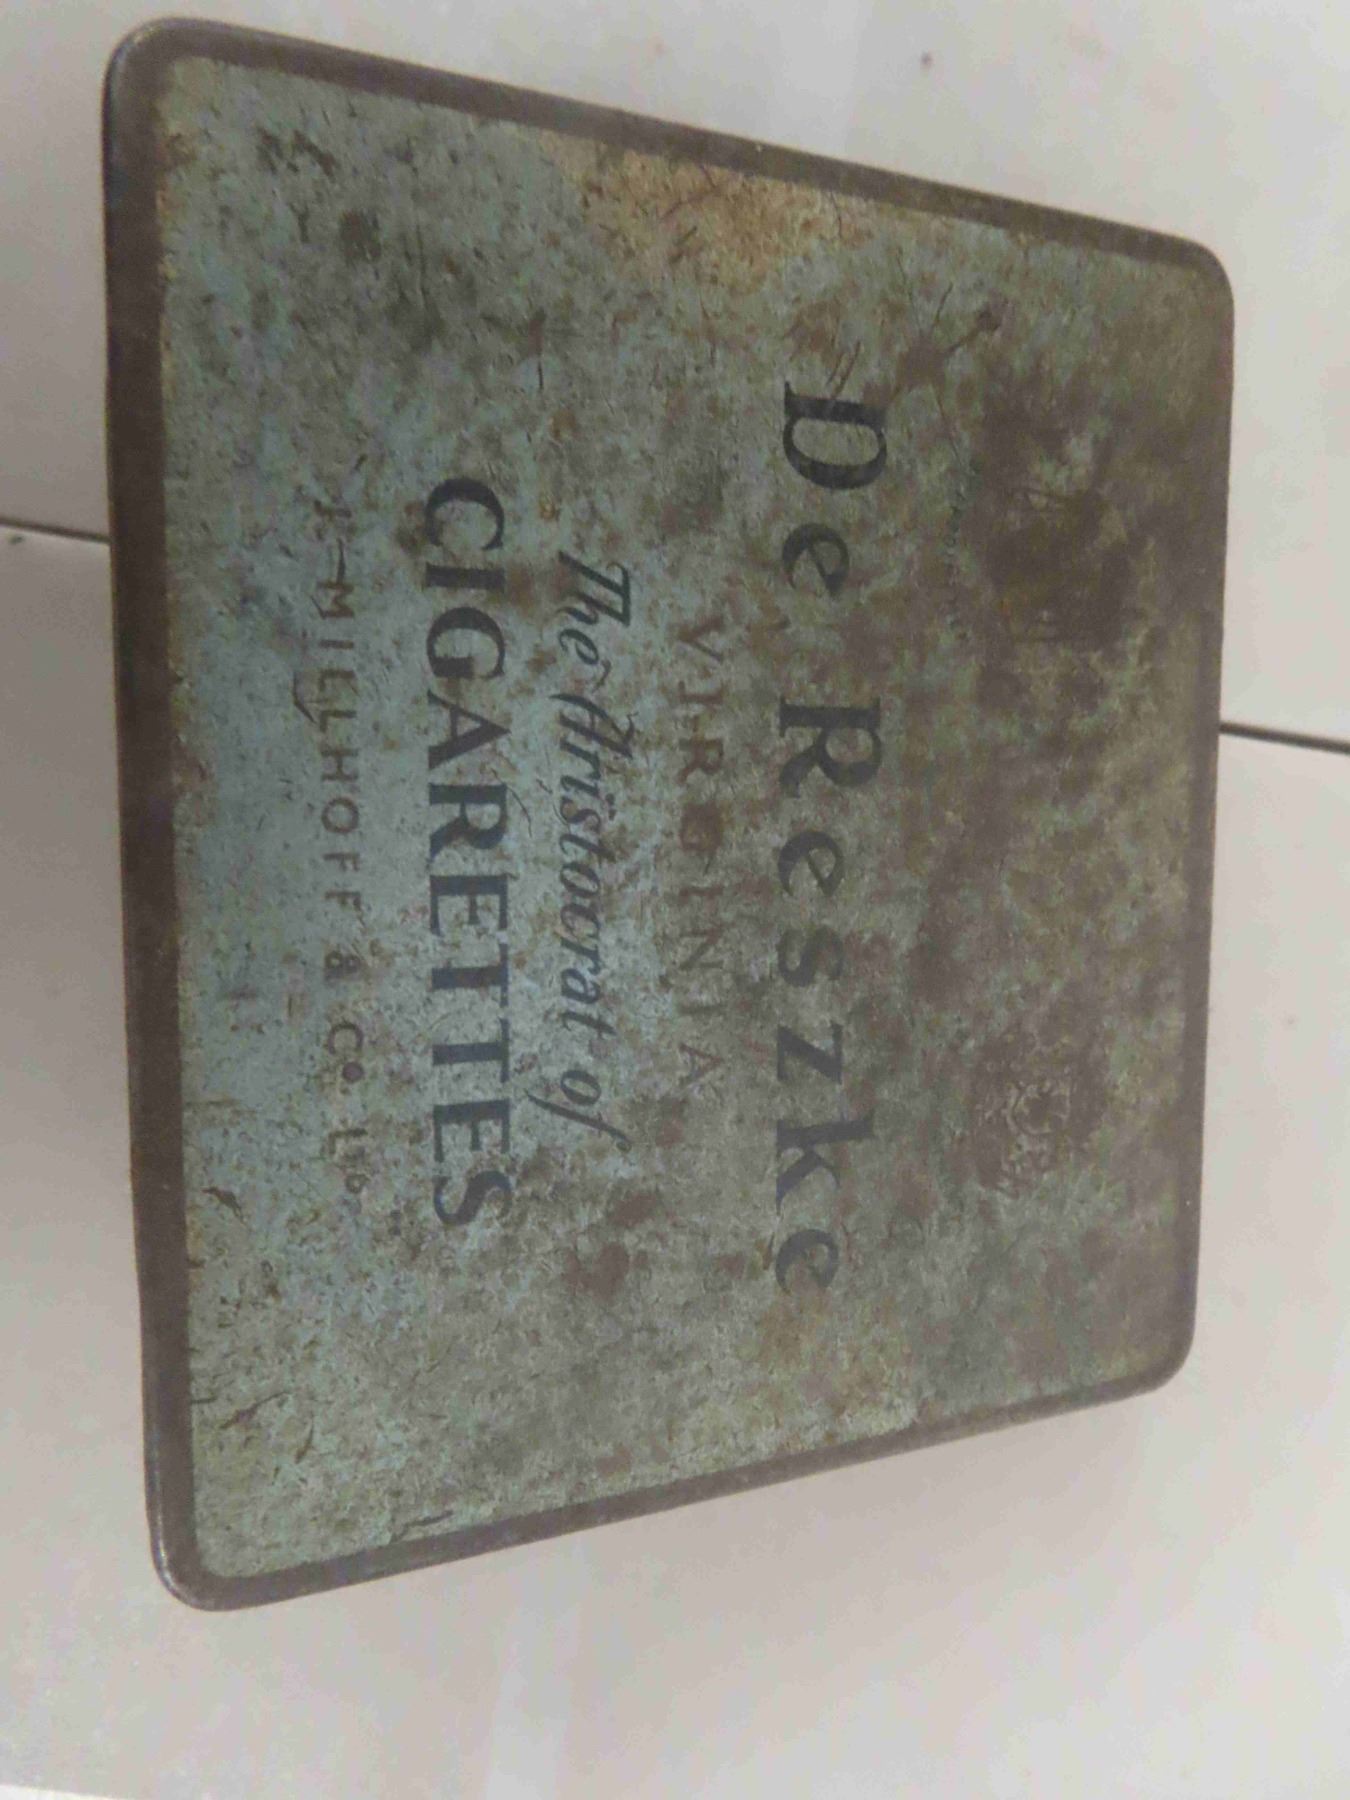 De Reszke
VIRGINIA
The Aristocrat of
CIGARETTES
J. MILLHOFF & Co. LTD.